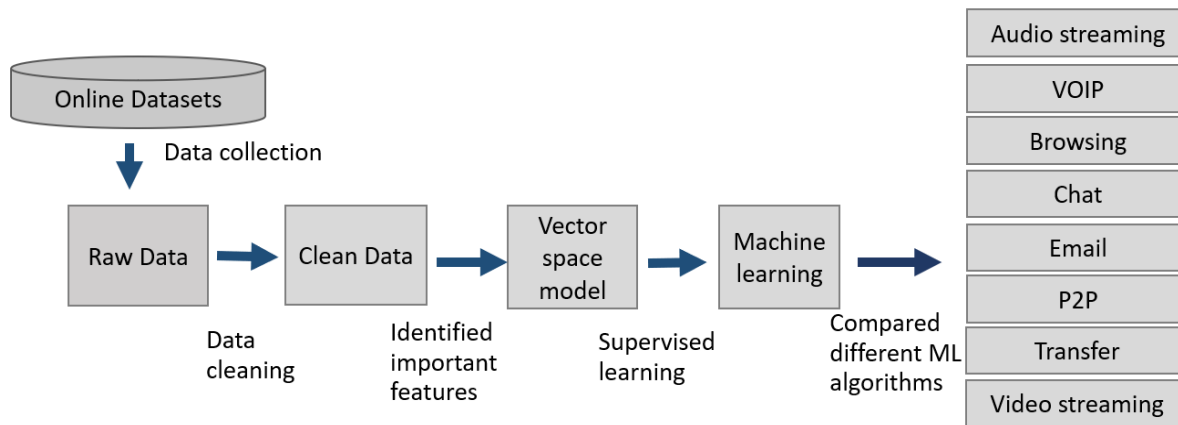 Online Datasets
Data collection
Raw Data
Data
cleaning
Clean Data
Identified
important
features
Vector
space
model
Supervised
learning
Machine
learning
Compared
different ML
algorithms
Audio streaming
VOIP
Browsing
Chat
Email
P2P
Transfer
Video streaming